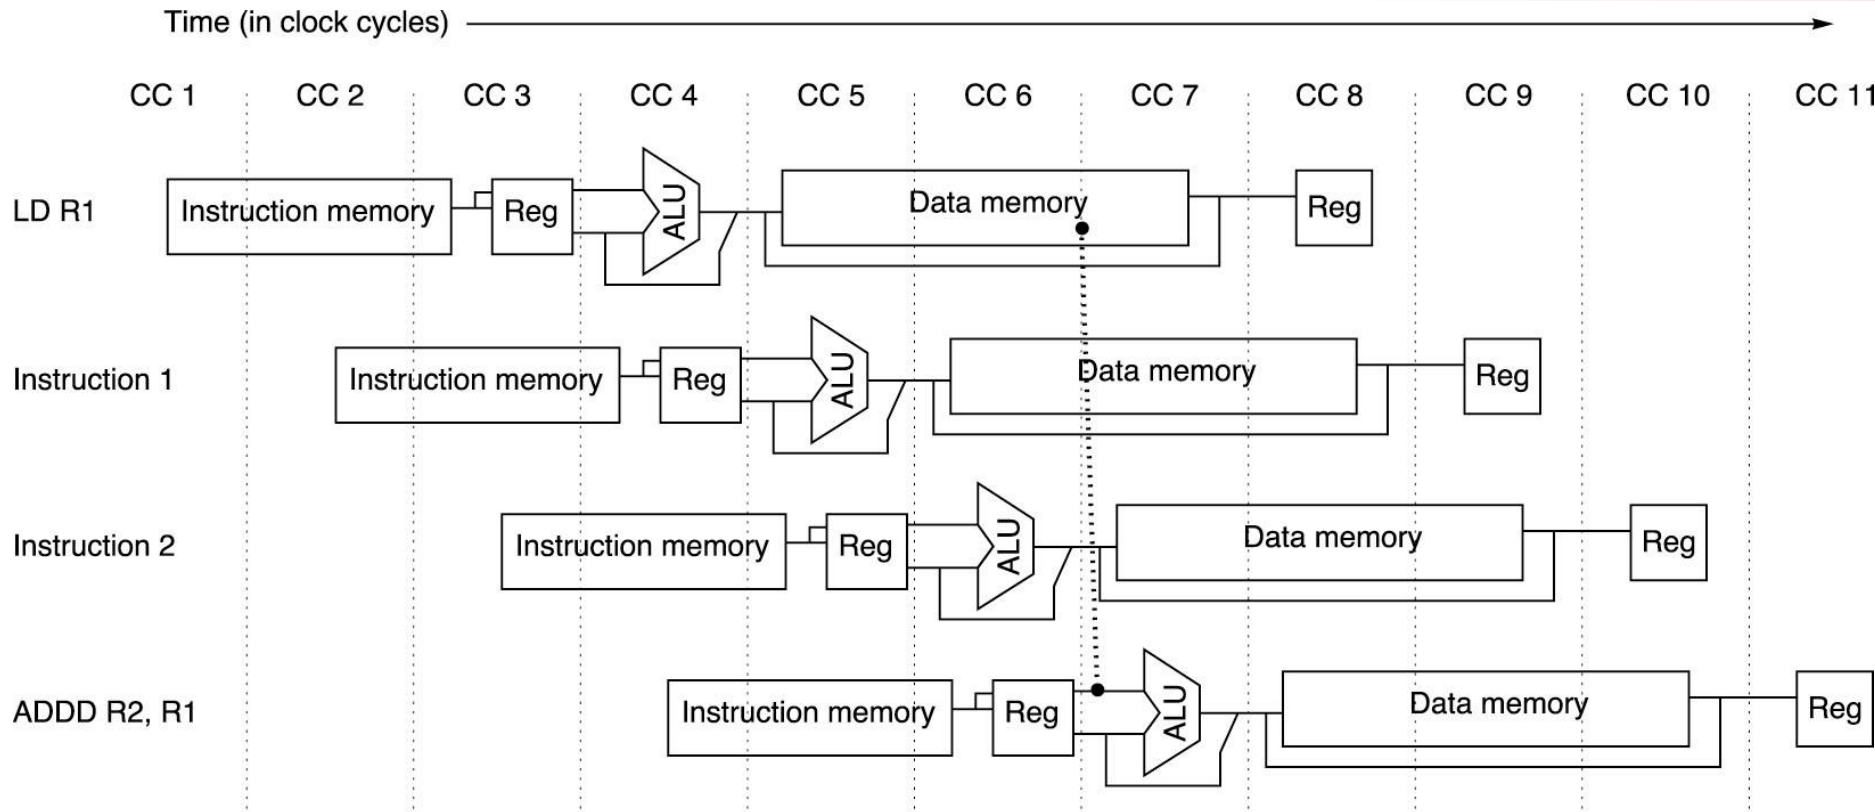 Time (in clock cycles)
CC 1 CC 2 CC 3 CC 4 CC 5 CC 6 CC 7 CC 8 CC 9 CC 10 CC 11
LD R1 Instruction memory Reg ALU Data memory Reg
Instruction 1 Instruction memory Reg ALU Data memory Reg
Instruction 2 Instruction memory Reg ALU Data memory Reg
ADDD R2, R1 Instruction memory Reg ALU Data memory Reg